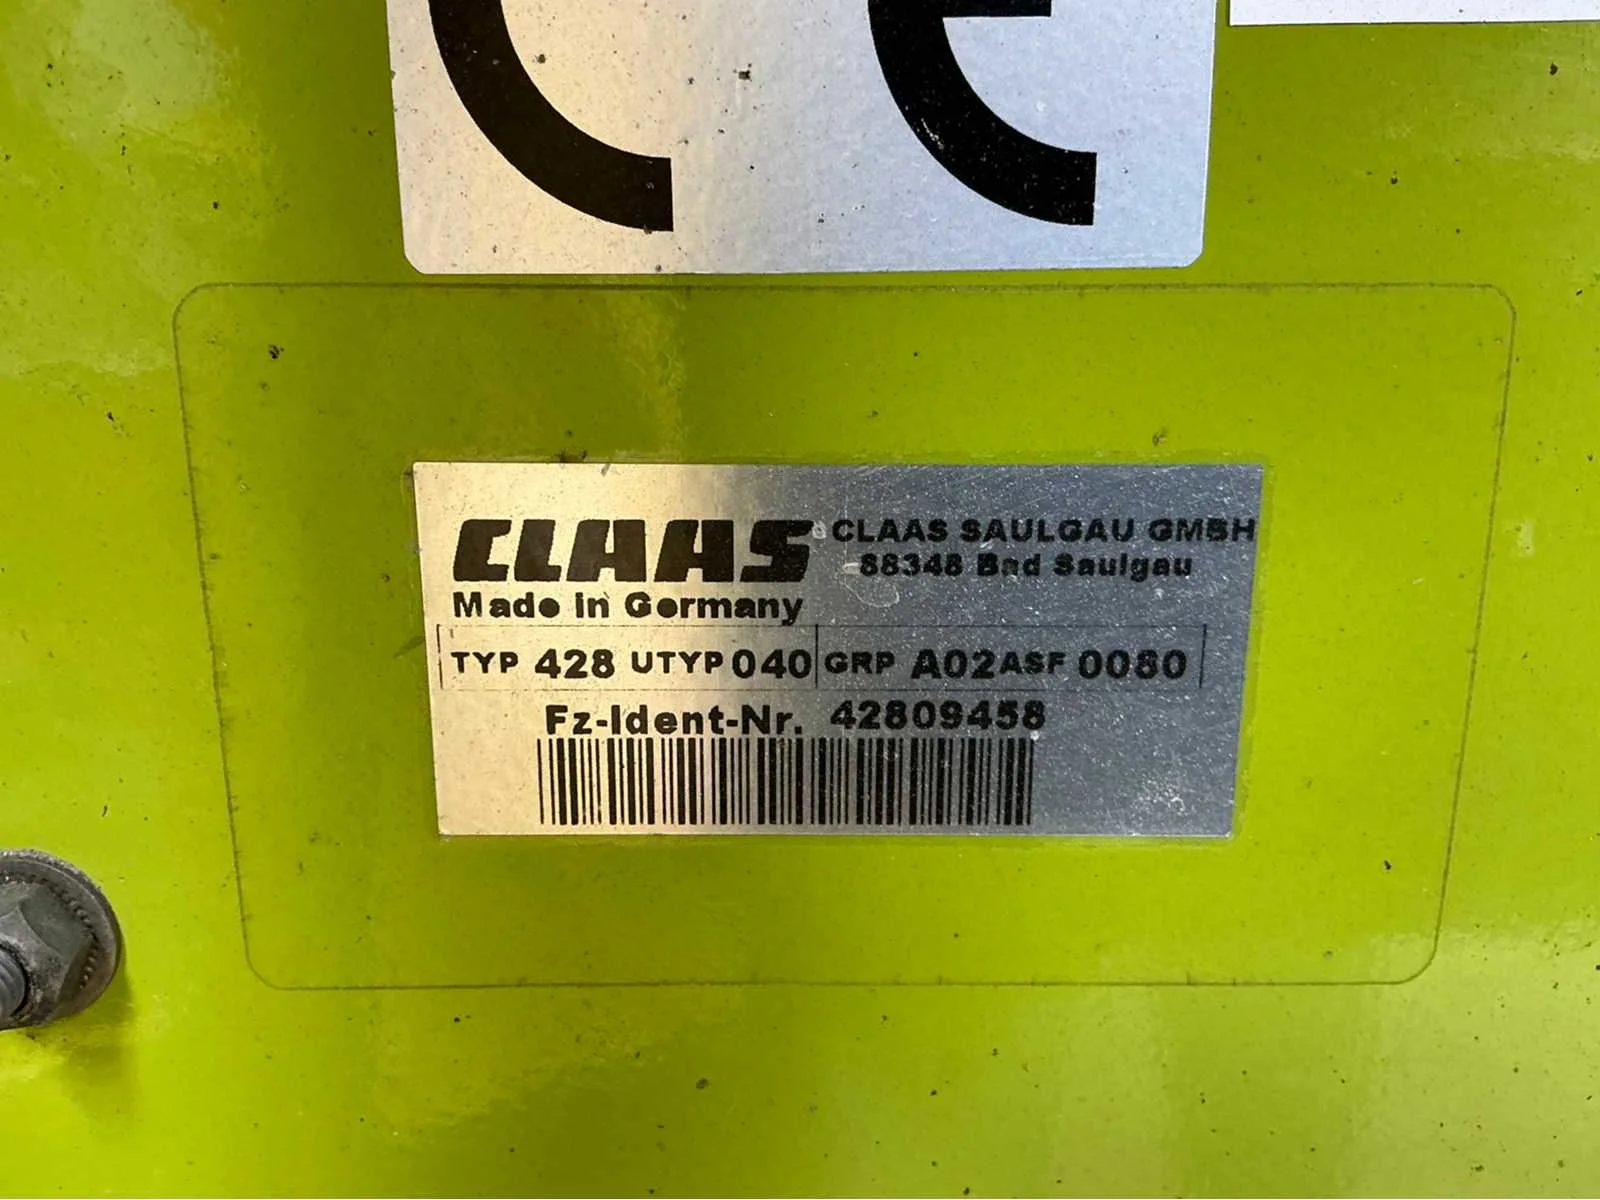 CE
CLAAS
CLAAS SAULGAU GMBH
88348 Bad Saulgau
Made in Germany
TYP 428 UTYP 040 GRP A02 ASF 0080
Fz-Ident-Nr. 42809458